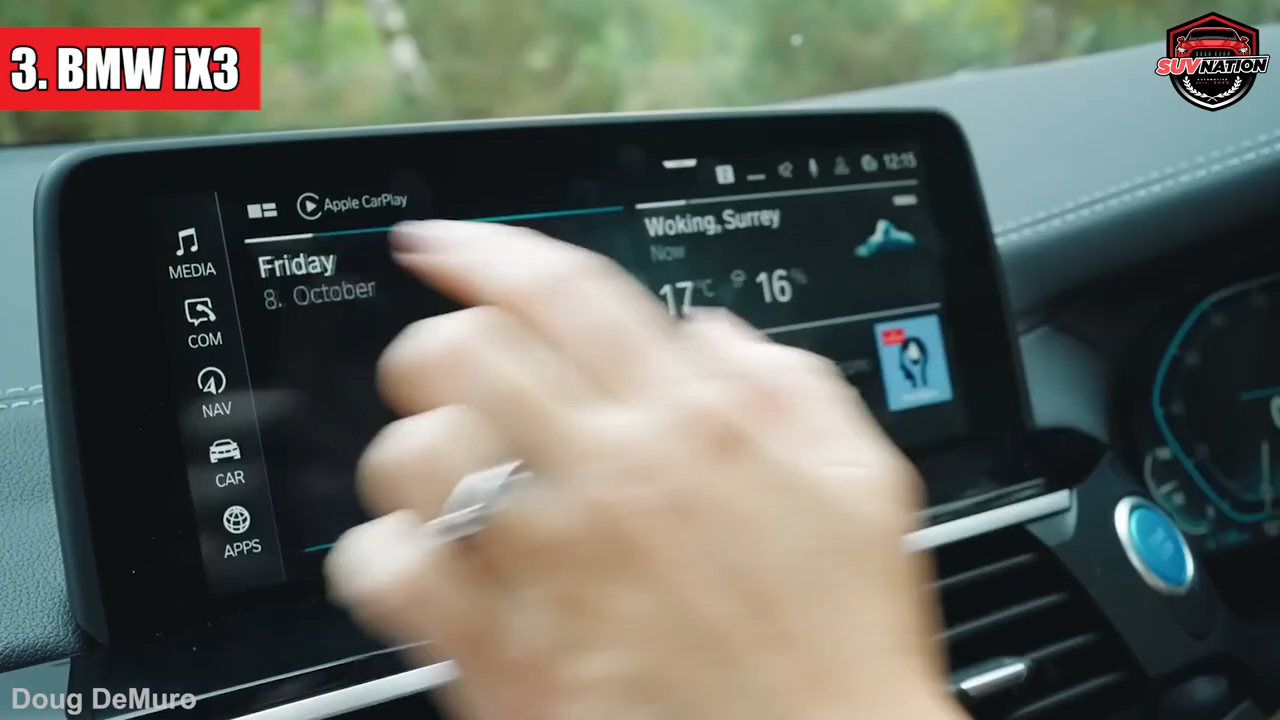 3. BMW iX3
SUVNATION
Apple CarPlay
12:15
MEDIA
COM
NAV
CAR
APPS
Friday
8. October
Woking, Surrey
Now
17°C
16%
Doug DeMuro